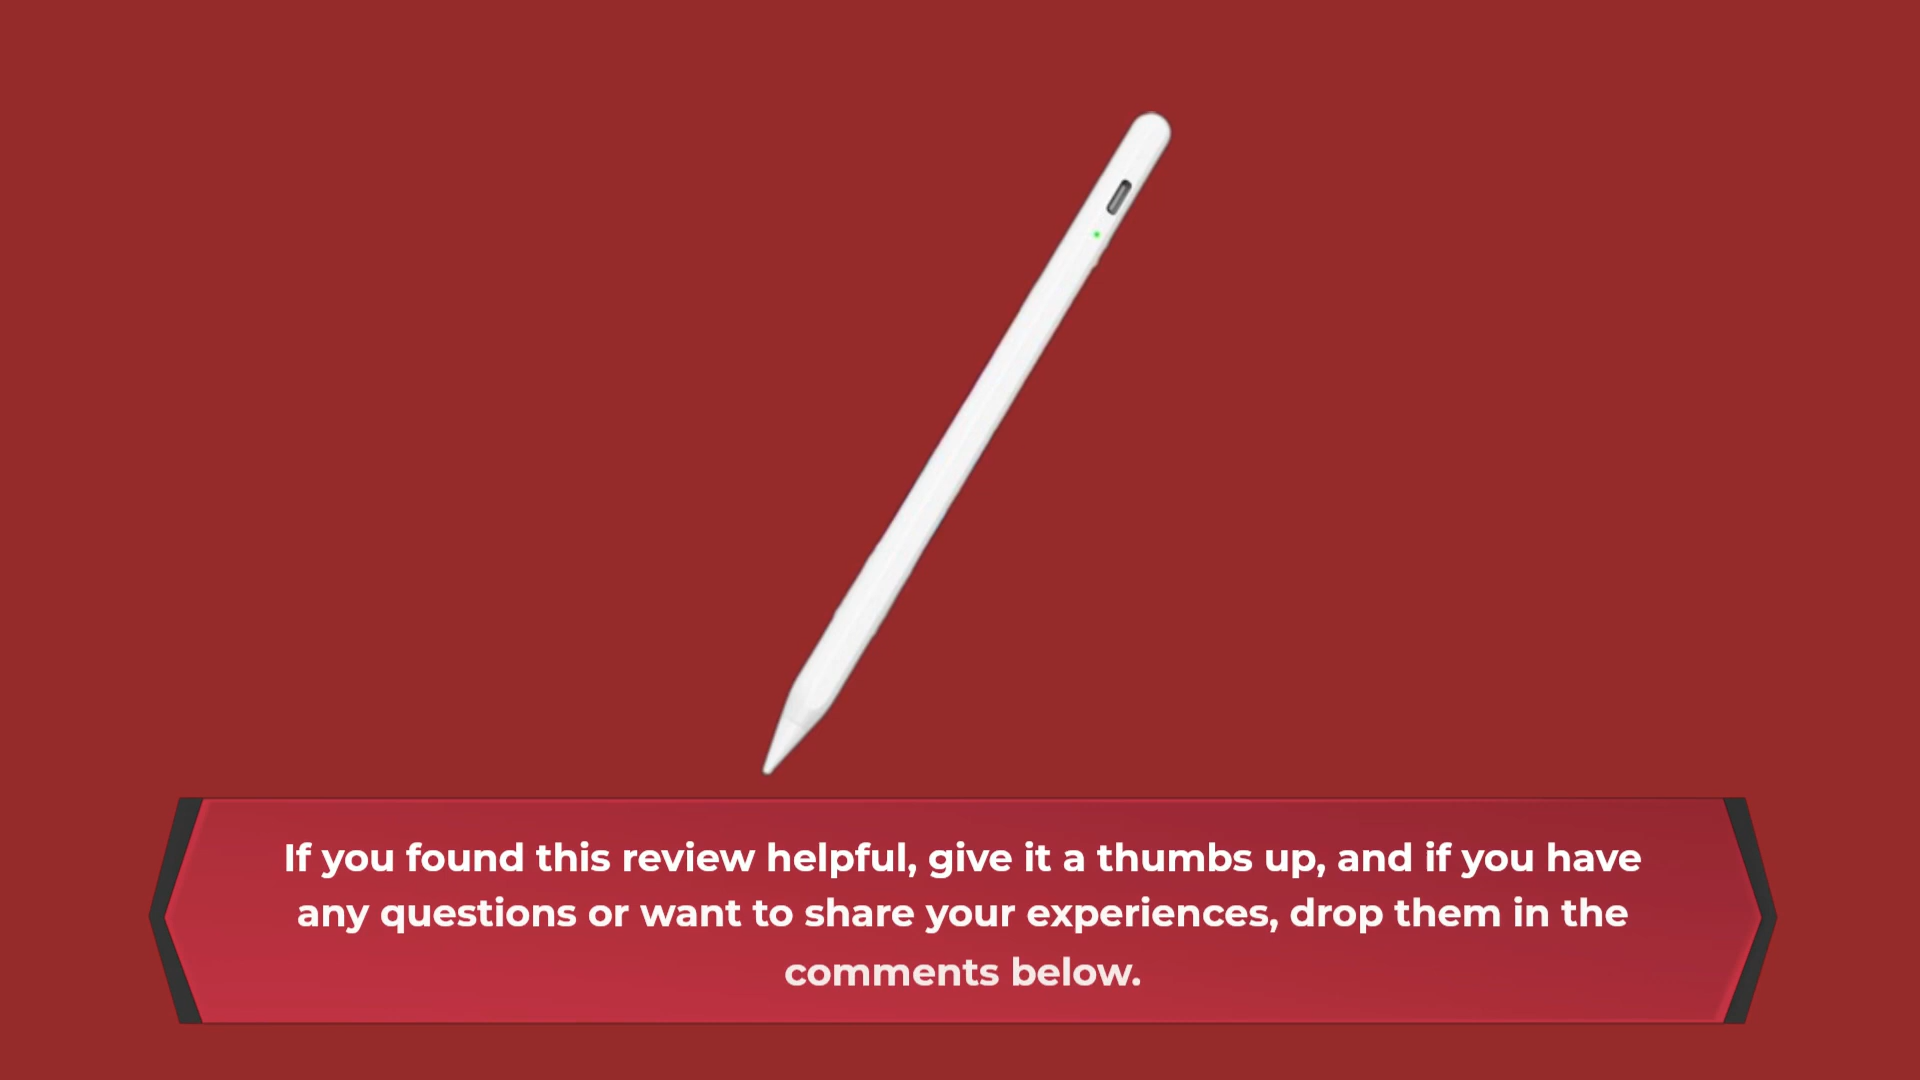 If you found this review helpful, give it a thumbs up, and if you have
any questions or want to share your experiences, drop them in the
comments below.